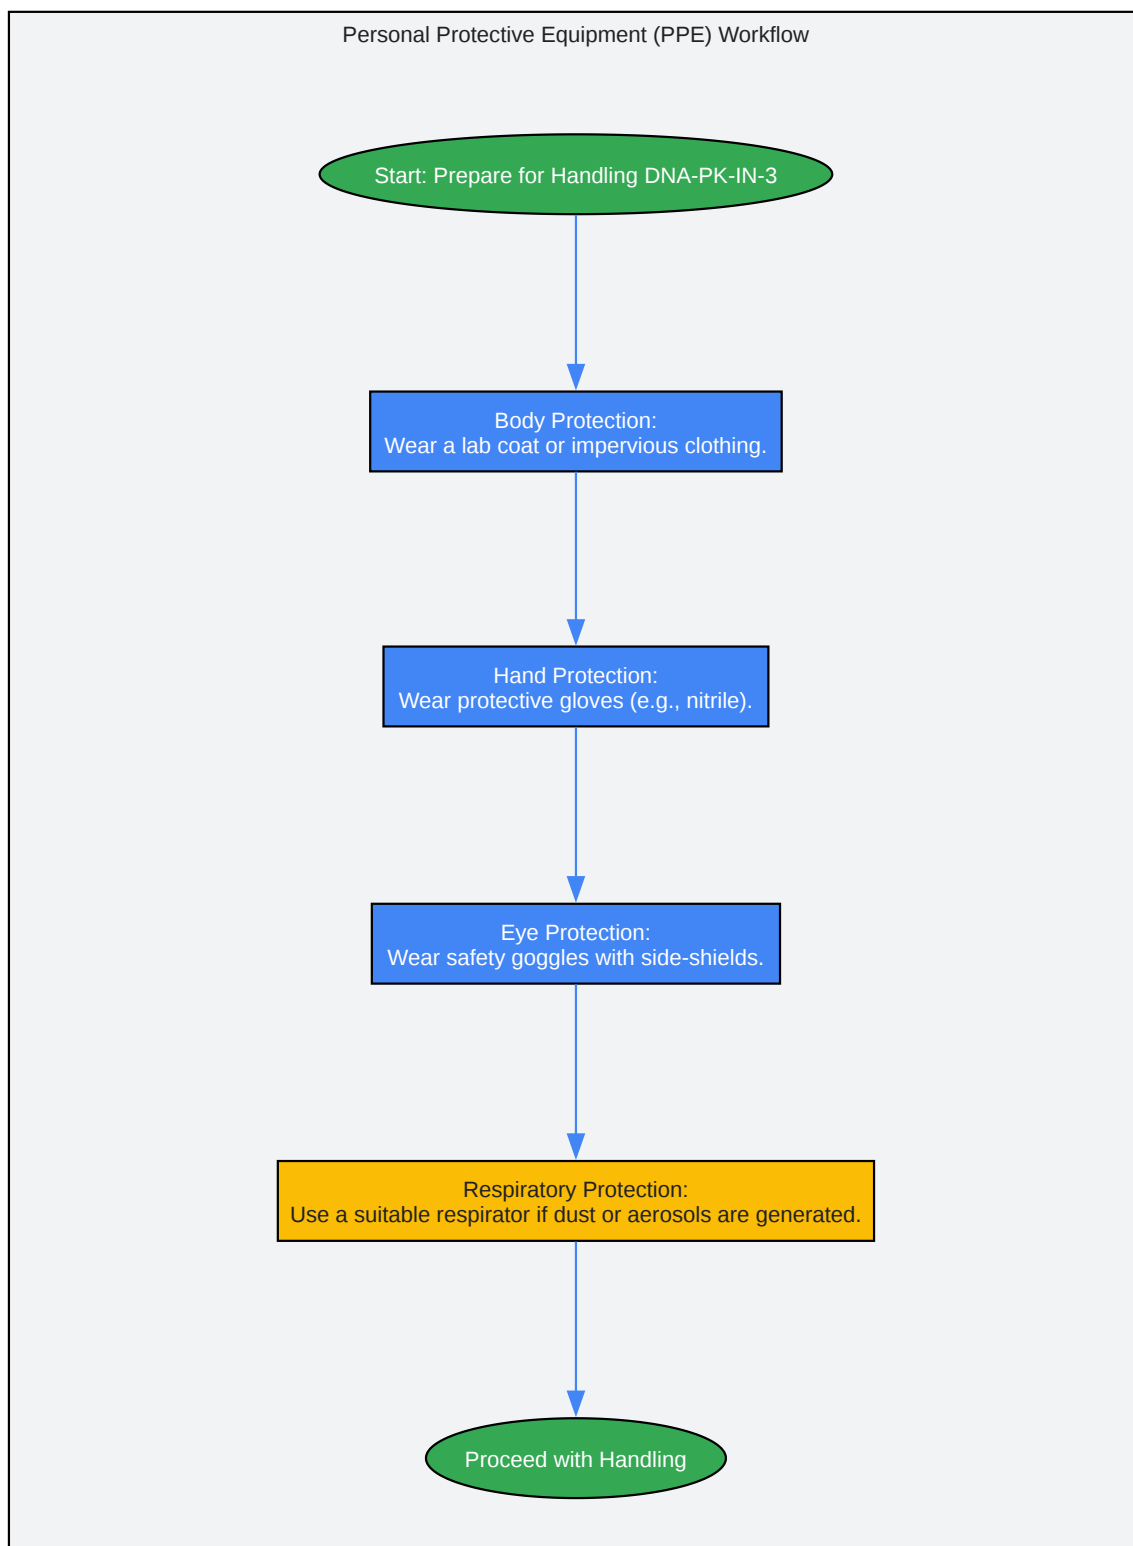 Personal Protective Equipment (PPE) Workflow
Start: Prepare for Handling DNA-PK-IN-3
Body Protection:
Wear a lab coat or impervious clothing.
Hand Protection:
Wear protective gloves (e.g., nitrile).
Eye Protection:
Wear safety goggles with side-shields.
Respiratory Protection:
Use a suitable respirator if dust or aerosols are generated.
Proceed with Handling